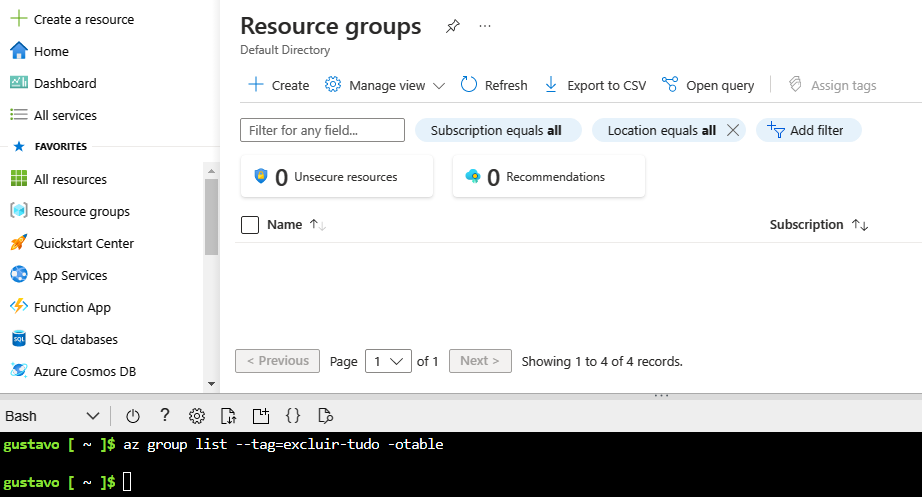 Create a resource
Home
Dashboard
All services
FAVORITES
All resources
Resource groups
Quickstart Center
App Services
Function App
SQL databases
Azure Cosmos DB
Resource groups
Default Directory
Create Manage view Refresh Export to CSV Open query Assign tags
Filter for any field... Subscription equals all Location equals all Add filter
0 Unsecure resources 0 Recommendations
Name Subscription
< Previous Page 1 of 1 Next > Showing 1 to 4 of 4 records.
Bash ? {}
gustavo [ ~ ]$ az group list --tag=excluir-tudo -otable
gustavo [ ~ ]$